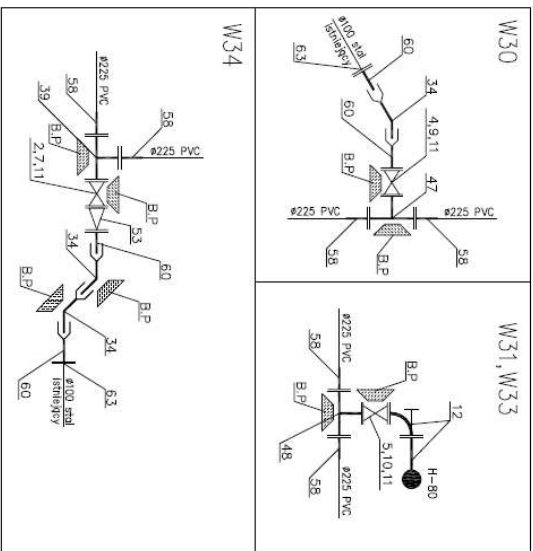 W30
ø100 stal
istniejący
63
60
34
60
4,9,11
B.P
47
ø225 PVC
ø225 PVC
58
B.P
58
W31,W33
12
H-80
B.P
5,10,11
ø225 PVC
58
B.P
48
58
ø225 PVC
W34
ø225 PVC
58
39
B.P
58
ø225 PVC
2,7,11
B.P
53
60
34
B.P
B.P
34
60
ø100 stal
istniejący
63